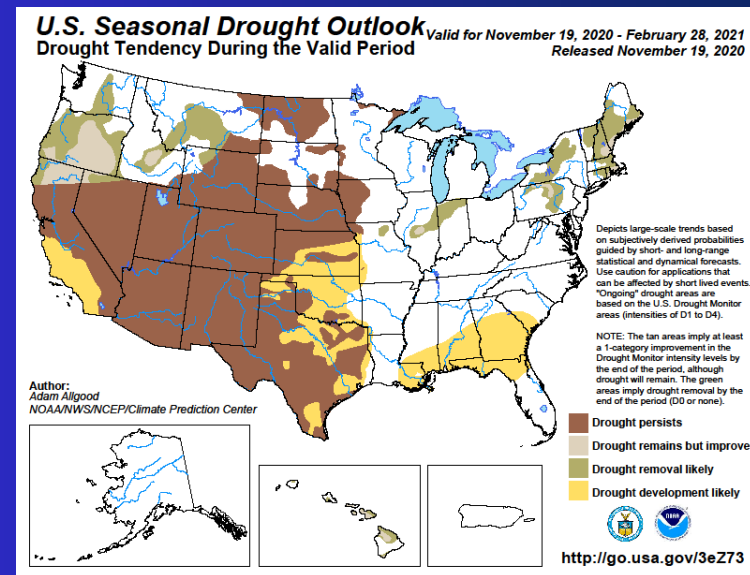 U.S. Seasonal Drought Outlook
Drought Tendency During the Valid Period
Valid for November 19, 2020 - February 28, 2021
Released November 19, 2020
Depicts large-scale trends based
on subjectively derived probabilities
guided by short- and long-range
statistical and dynamical forecasts.
Use caution for applications that
can be affected by short lived events.
"Ongoing" drought areas are
based on the U.S. Drought Monitor
areas (intensities of D1 to D4).
NOTE: The tan areas imply at least
a 1-category improvement in the
Drought Monitor intensity levels by
the end of the period, although
drought will remain. The green
areas imply drought removal by the
end of the period (D0 or none).
Author:
Adam Allgood
NOAA/NWS/NCEP/Climate Prediction Center
Drought persists
Drought remains but improve
Drought removal likely
Drought development likely
NOAA
http://go.usa.gov/3eZ73